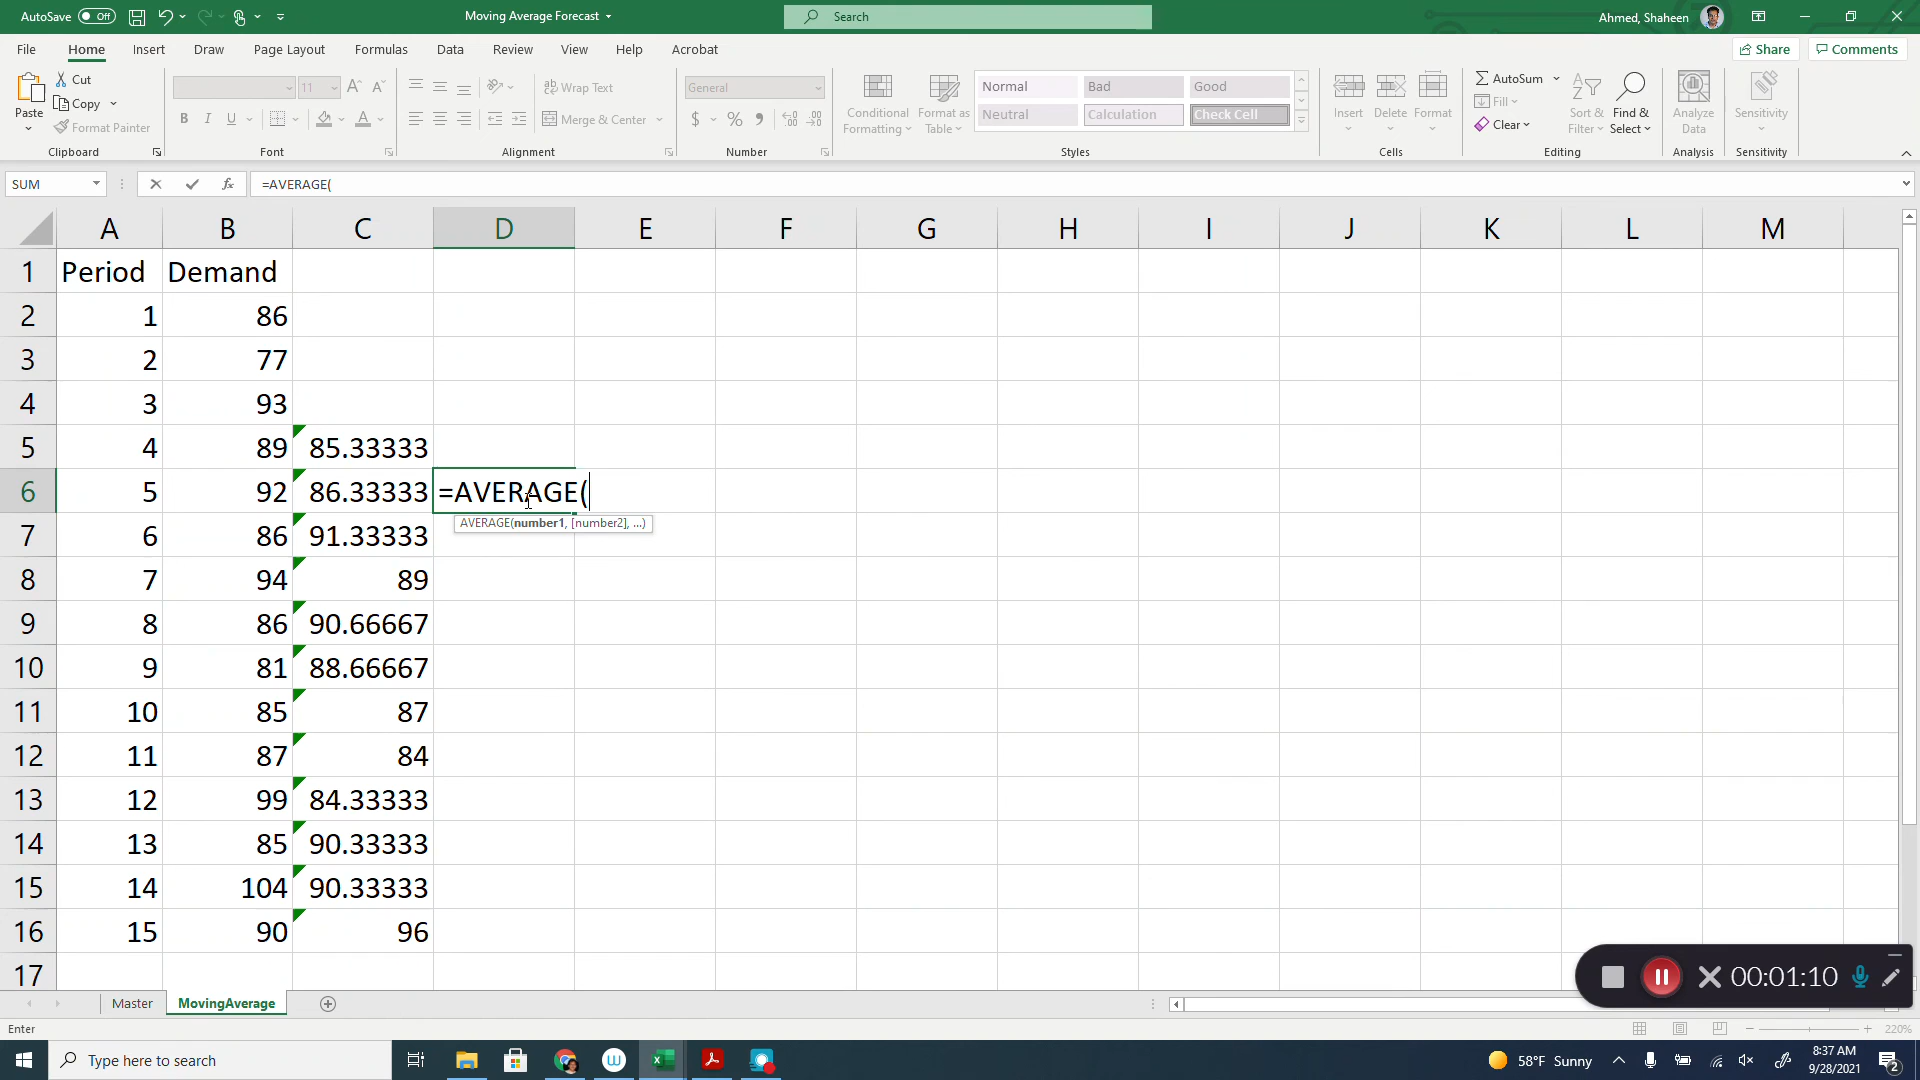 AutoSave Off Moving Average Forecast Search Ahmed, Shaheen
File Home Insert Draw Page Layout Formulas Data Review View Help Acrobat Share Comments
Paste Cut Copy Format Painter Clipboard
11 B I U A Font
Wrap Text Merge & Center Alignment
General $ % Number
Conditional Formatting Format as Table Normal Bad Good Neutral Calculation Check Cell Styles
Insert Delete Format Cells
AutoSum Fill Clear Sort & Filter Find & Select Editing
Analyze Data Analysis
Sensitivity Sensitivity
SUM fx =AVERAGE(
A B C D E F G H I J K L M
1 Period Demand
2 1 86
3 2 77
4 3 93
5 4 89 85.33333
6 5 92 86.33333 =AVERAGE(
AVERAGE(number1, [number2], ...)
7 6 86 91.33333
8 7 94 89
9 8 86 90.66667
10 9 81 88.66667
11 10 85 87
12 11 87 84
13 12 99 84.33333
14 13 85 90.33333
15 14 104 90.33333
16 15 90 96
17
00:01:10
Master MovingAverage
Enter 220%
Type here to search 58°F Sunny 8:37 AM
9/28/2021 2